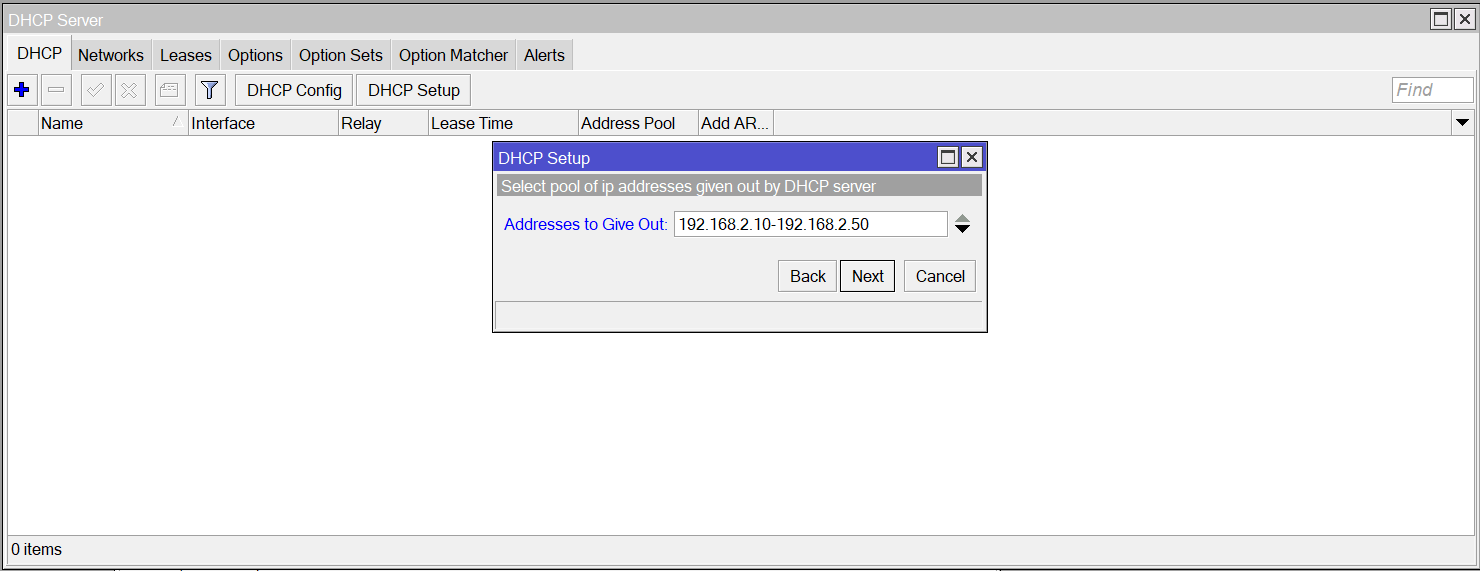 DHCP Server
DHCP Networks Leases Options Option Sets Option Matcher Alerts
DHCP Config DHCP Setup Find
Name Interface Relay Lease Time Address Pool Add AR...
DHCP Setup
Select pool of ip addresses given out by DHCP server
Addresses to Give Out: 192.168.2.10-192.168.2.50
Back Next Cancel
0 items